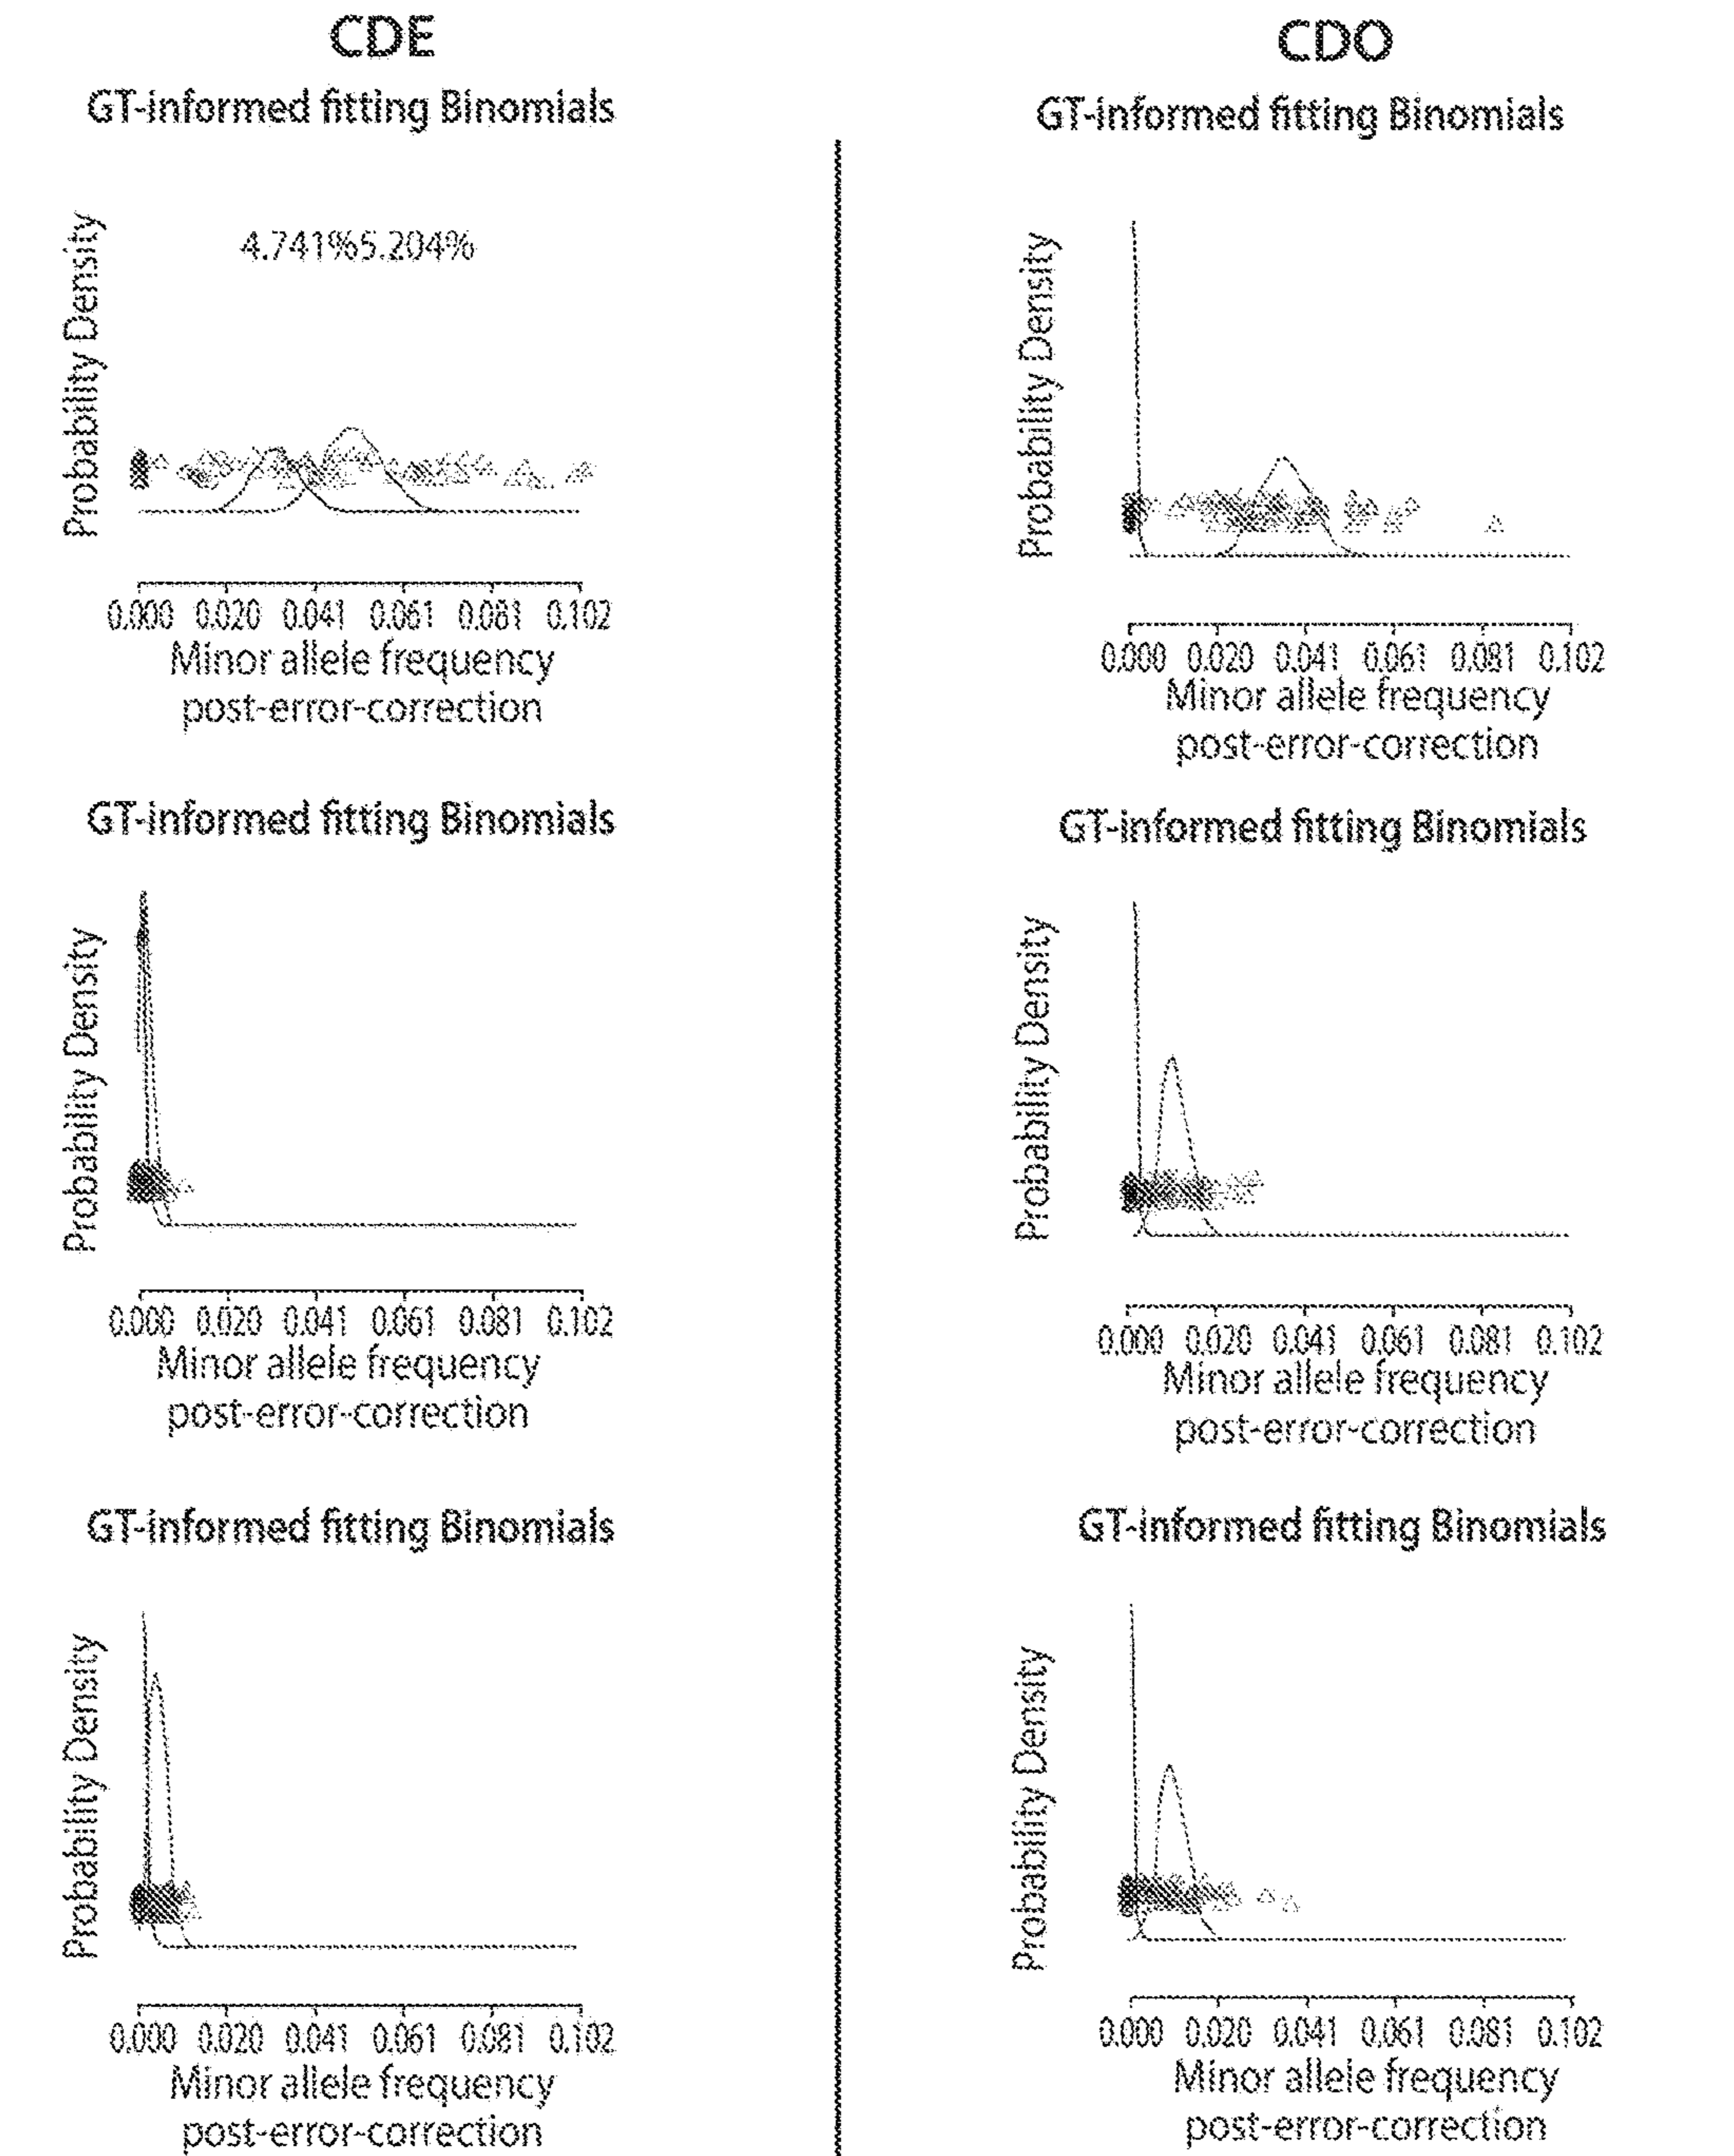 CDE
GT-informed fitting Binomials
Probability Density
4.741%5.204%
0.000 0.020 0.041 0.061 0.081 0.102
Minor allele frequency
post-error-correction
GT-informed fitting Binomials
Probability Density
0.000 0.020 0.041 0.061 0.081 0.102
Minor allele frequency
post-error-correction
GT-informed fitting Binomials
Probability Density
0.000 0.020 0.041 0.061 0.081 0.102
Minor allele frequency
post-error-correction
CDO
GT-informed fitting Binomials
Probability Density
0.000 0.020 0.041 0.061 0.081 0.102
Minor allele frequency
post-error-correction
GT-informed fitting Binomials
Probability Density
0.000 0.020 0.041 0.061 0.081 0.102
Minor allele frequency
post-error-correction
GT-informed fitting Binomials
Probability Density
0.000 0.020 0.041 0.061 0.081 0.102
Minor allele frequency
post-error-correction